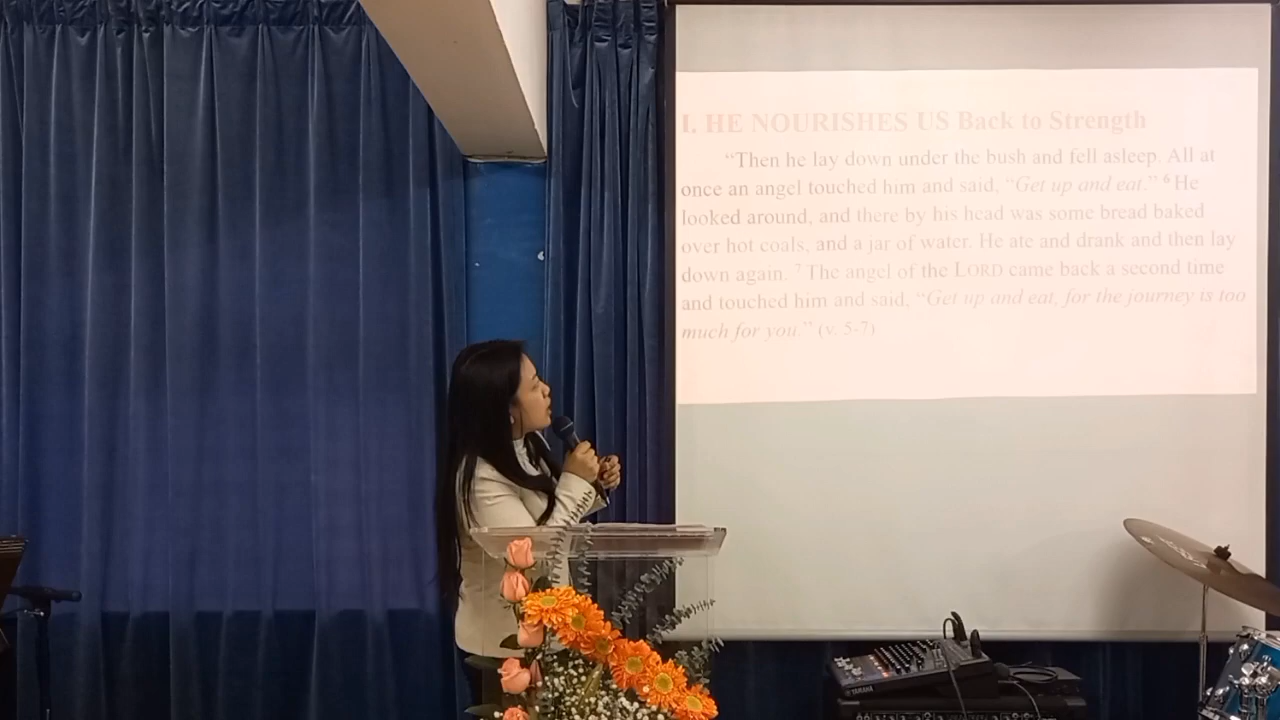 I. HE NOURISHES US Back to Strength
“Then he lay down under the bush and fell asleep. All at
once an angel touched him and said, “Get up and eat.” ⁶ He
looked around, and there by his head was some bread baked
over hot coals, and a jar of water. He ate and drank and then lay
down again. ⁷ The angel of the LORD came back a second time
and touched him and said, “Get up and eat, for the journey is too
much for you.” (v. 5-7)
YAMAHA